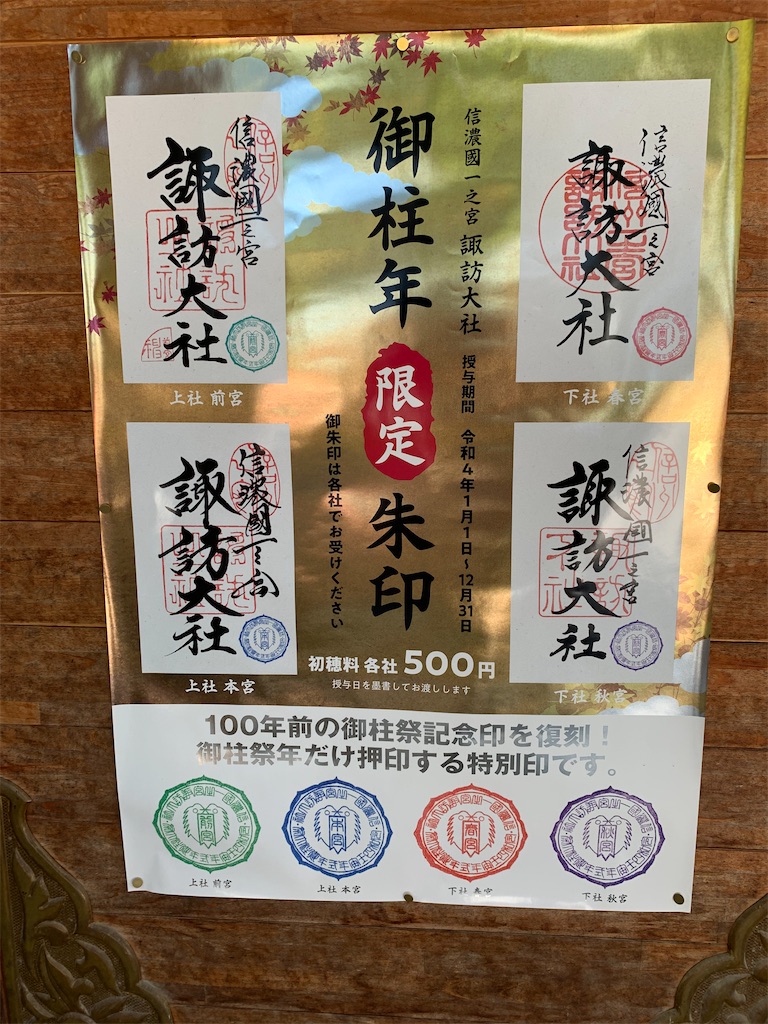 信濃國一之宮 諏訪大社
御柱年 限定 朱印
授与期間 令和4年1月1日〜12月31日
御朱印は各社でお受けください
信濃國一之宮
諏訪大社
上社 前宮
信濃國一之宮
諏訪大社
下社 春宮
信濃國一之宮
諏訪大社
上社 本宮
信濃國一之宮
諏訪大社
下社 秋宮
初穂料 各社 500円
授与日を墨書してお渡しします
100年前の御柱祭記念印を復刻！
御柱祭年だけ押印する特別印です。
前宮
本宮
春宮
秋宮
上社 前宮
上社 本宮
下社 春宮
下社 秋宮